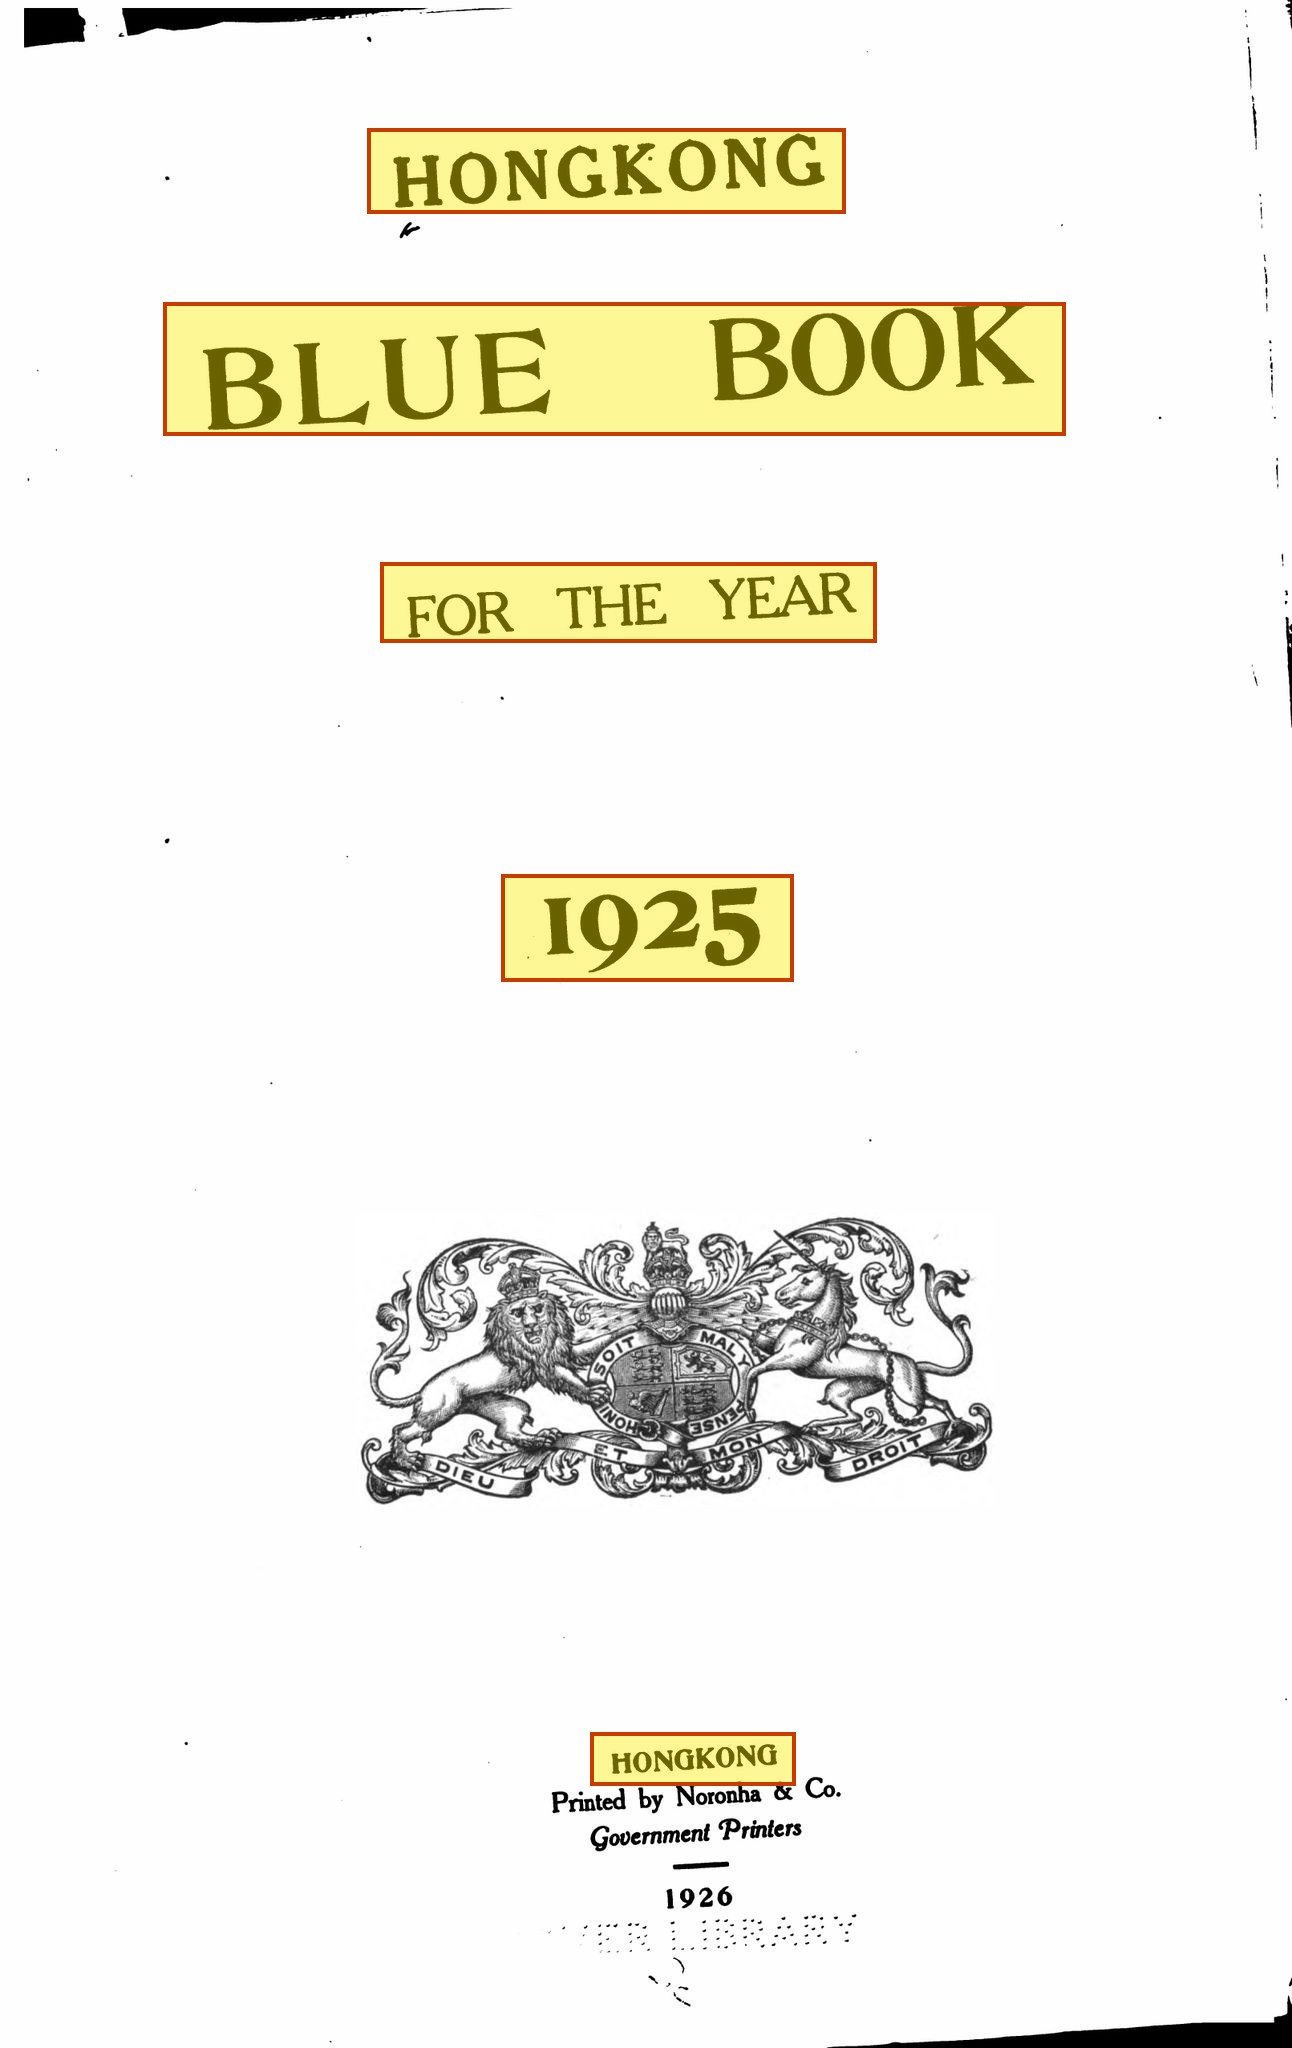 HONGKONG
BLUE BOOK
FOR THE YEAR
1925
HONI SOIT MAL Y PENSE
DIEU ET MON DROIT
HONGKONG
Printed by Noronha & Co.
Government Printers
1926
LIBRARY